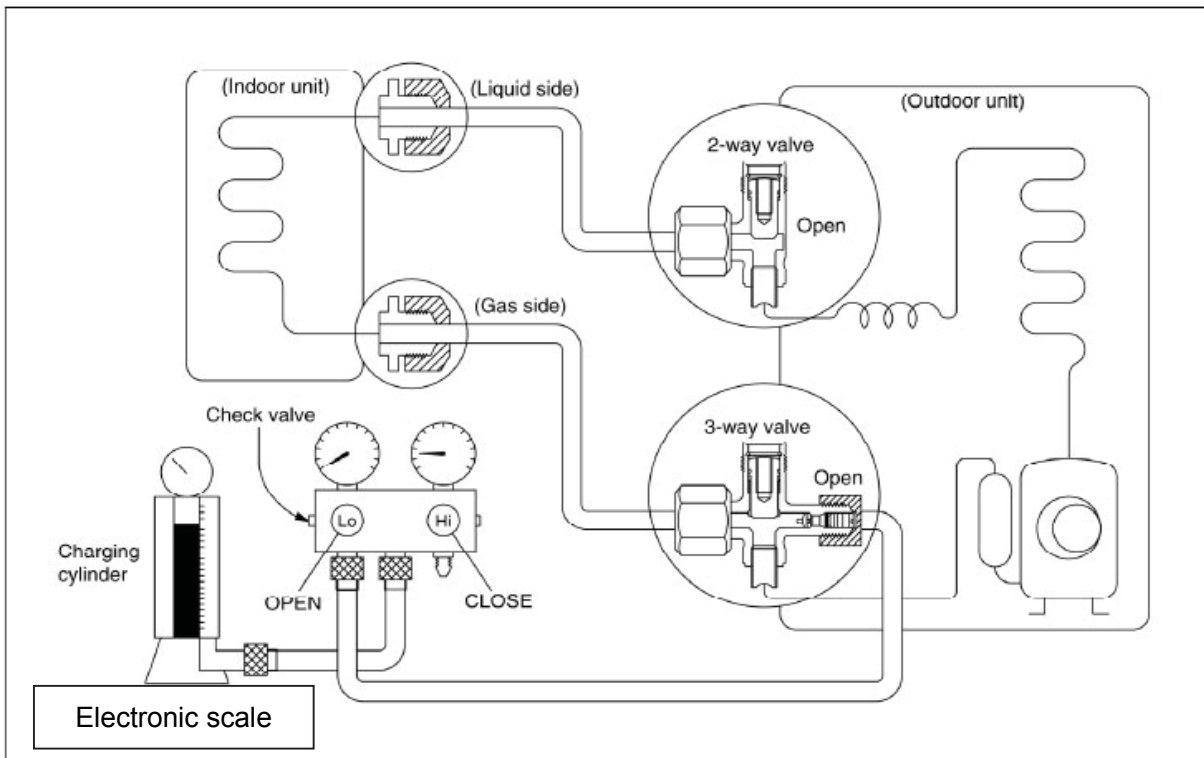 (Indoor unit)
(Liquid side)
(Outdoor unit)
2-way valve
Open
(Gas side)
Check valve
3-way valve
Open
Lo
Hi
Charging
cylinder
OPEN
CLOSE
Electronic scale